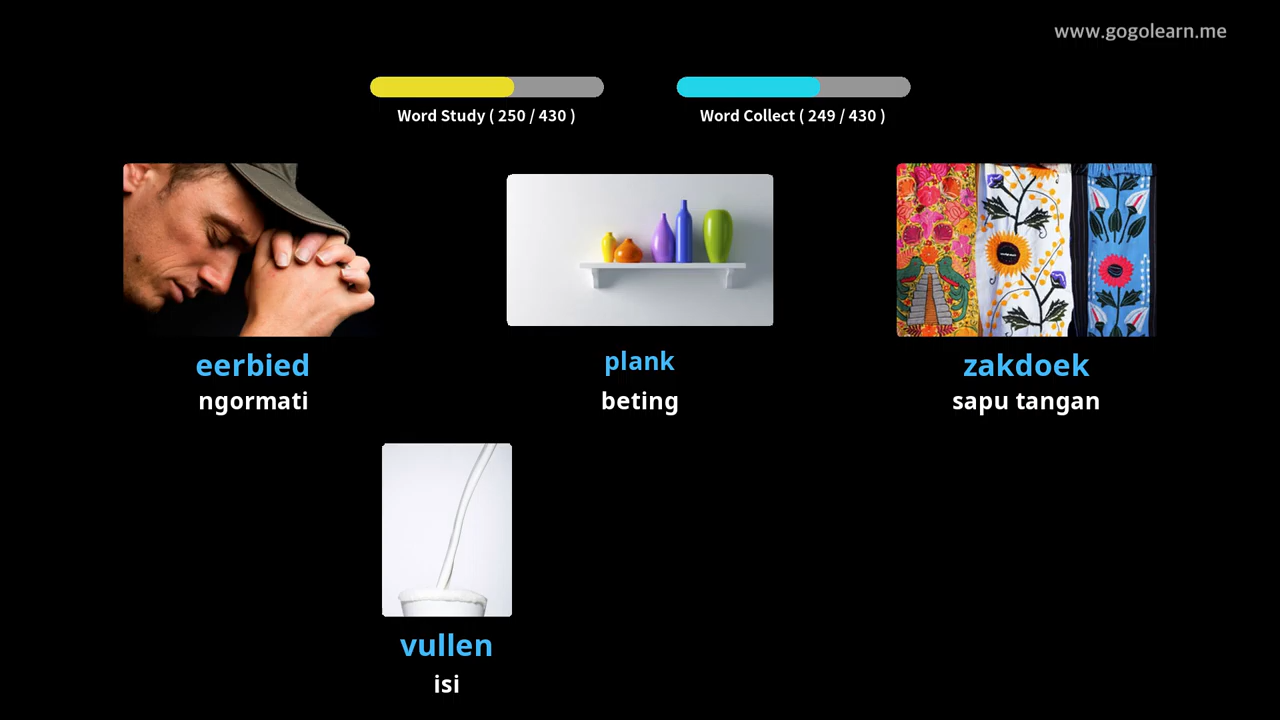 www.gogolearn.me
Word Study ( 250 / 430 )
Word Collect ( 249 / 430 )
eerbied
ngormati
plank
beting
zakdoek
sapu tangan
vullen
isi